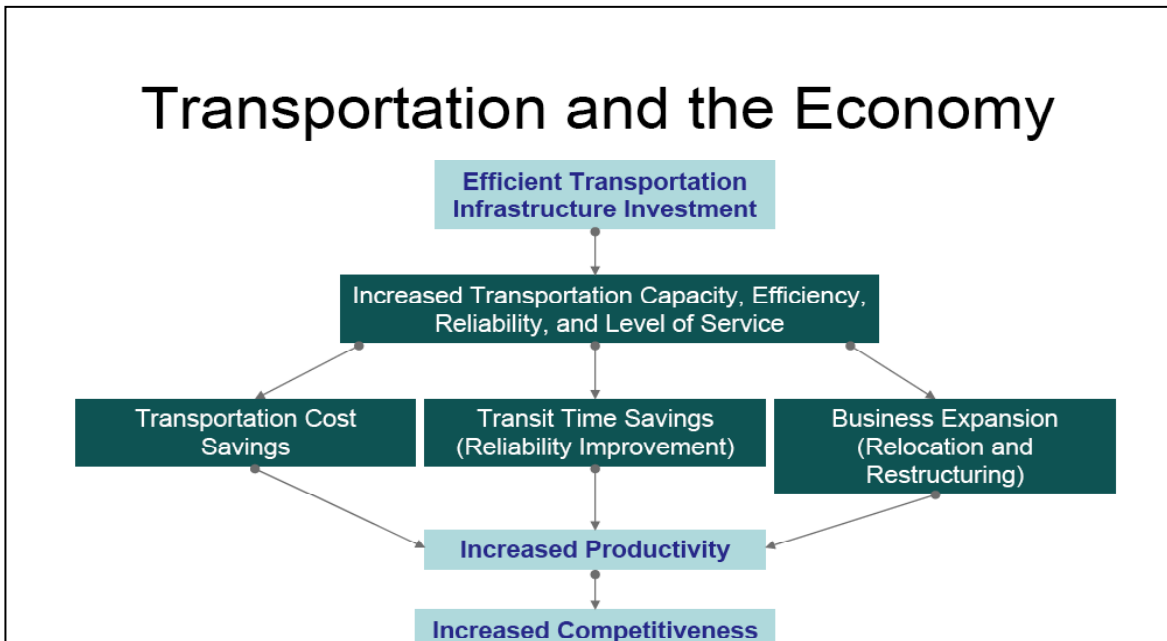 Transportation and the Economy
Efficient Transportation
Infrastructure Investment
Increased Transportation Capacity, Efficiency,
Reliability, and Level of Service
Transportation Cost
Savings
Transit Time Savings
(Reliability Improvement)
Business Expansion
(Relocation and
Restructuring)
Increased Productivity
Increased Competitiveness